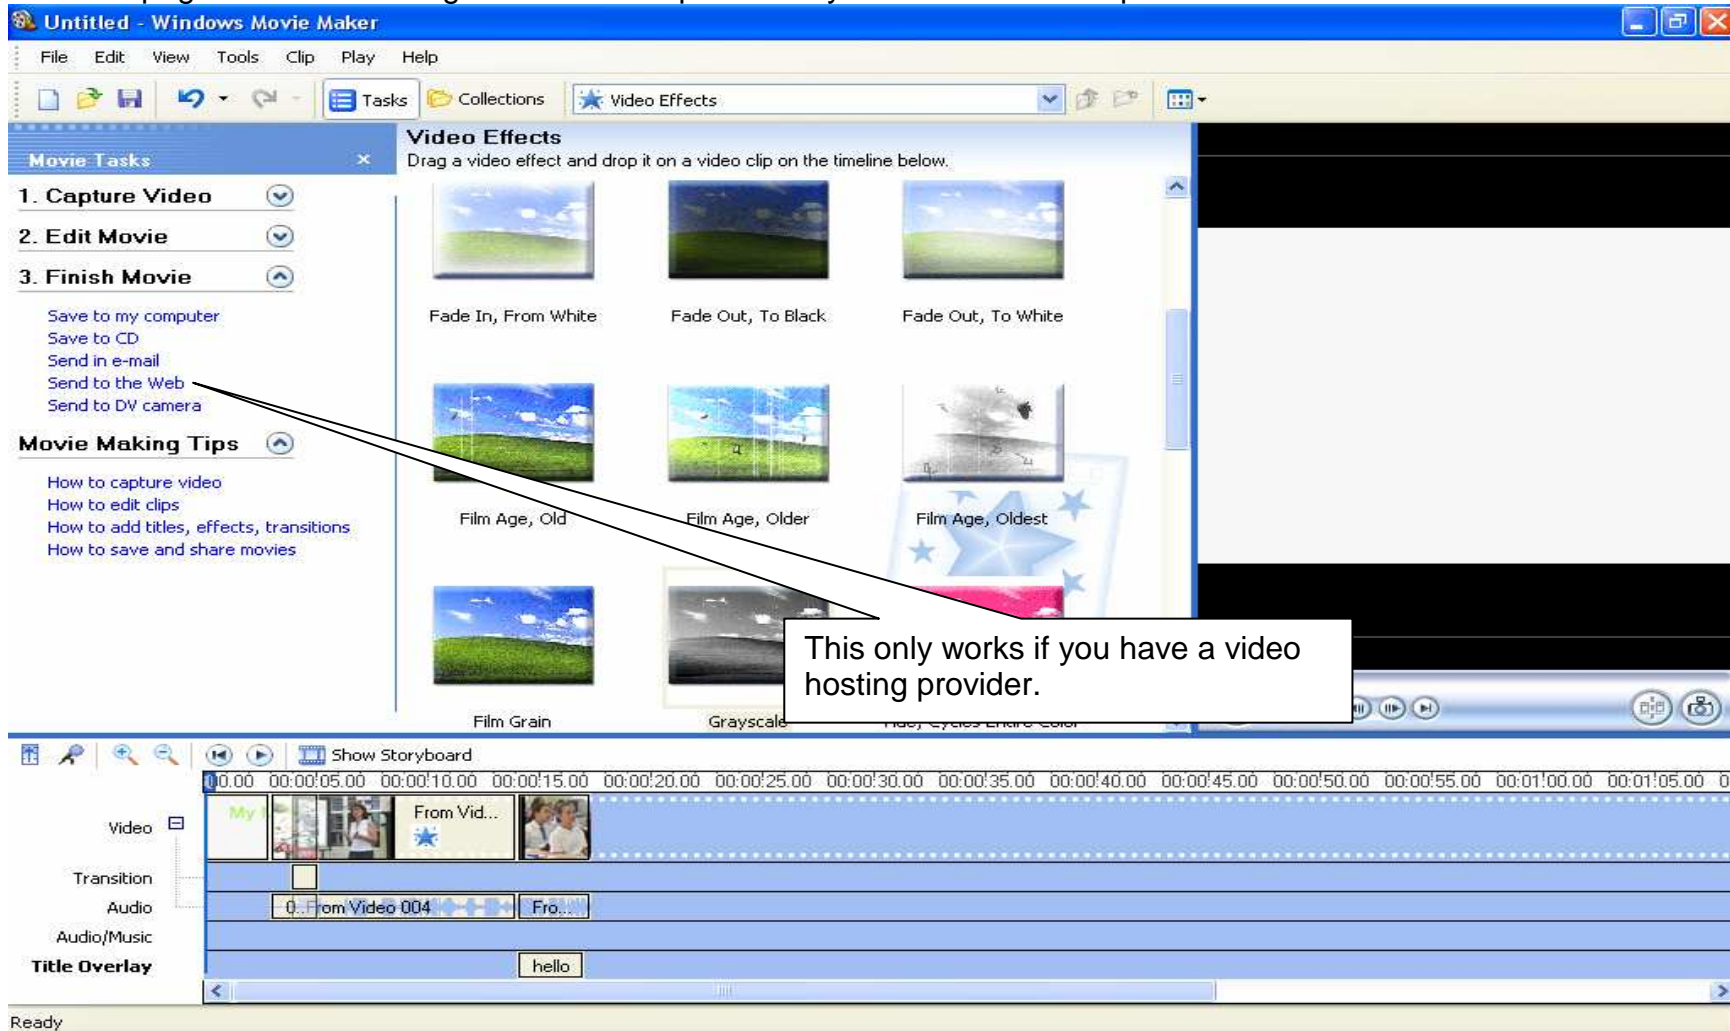 Untitled - Windows Movie Maker
File Edit View Tools Clip Play Help
Tasks Collections Video Effects
Movie Tasks
1. Capture Video
2. Edit Movie
3. Finish Movie
Save to my computer
Save to CD
Send in e-mail
Send to the Web
Send to DV camera
Movie Making Tips
How to capture video
How to edit clips
How to add titles, effects, transitions
How to save and share movies
Video Effects
Drag a video effect and drop it on a video clip on the timeline below.
Fade In, From White Fade Out, To Black Fade Out, To White
Film Age, Old Film Age, Older Film Age, Oldest
Film Grain Grayscale
This only works if you have a video
hosting provider.
Show Storyboard
00:00:05.00 00:00:10.00 00:00:15.00 00:00:20.00 00:00:25.00 00:00:30.00 00:00:35.00 00:00:40.00 00:00:45.00 00:00:50.00 00:00:55.00 00:01:00.00 00:01:05.00
Video My From Vid...
Transition
Audio 0.. From Video 004 Fro...
Audio/Music
Title Overlay hello
Ready